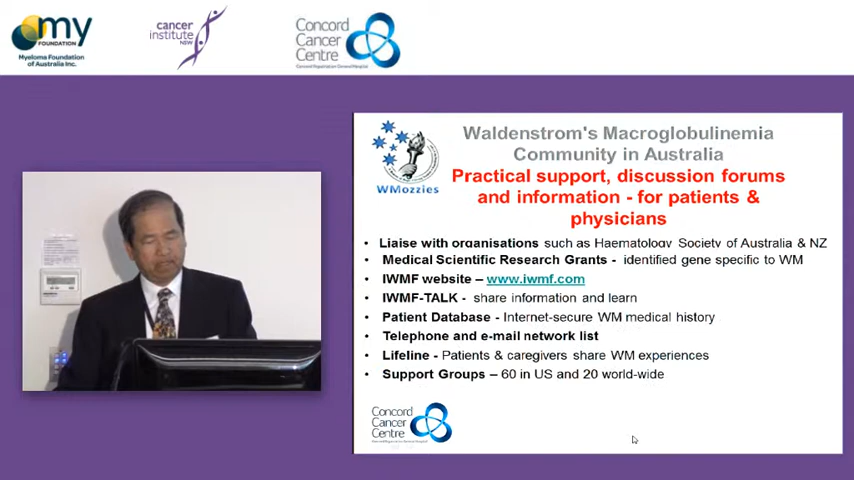 my
FOUNDATION
Myeloma Foundation
of Australia Inc.
cancer
institute
NSW
Concord
Cancer
Centre
Concord Repatriation General Hospital
Waldenstrom's Macroglobulinemia
Community in Australia
Practical support, discussion forums
and information - for patients &
physicians
WMozzies
• Liaise with organisations such as Haematology Society of Australia & NZ
• Medical Scientific Research Grants - identified gene specific to WM
• IWMF website – www.iwmf.com
• IWMF-TALK - share information and learn
• Patient Database - Internet-secure WM medical history
• Telephone and e-mail network list
• Lifeline - Patients & caregivers share WM experiences
• Support Groups – 60 in US and 20 world-wide
Concord
Cancer
Centre